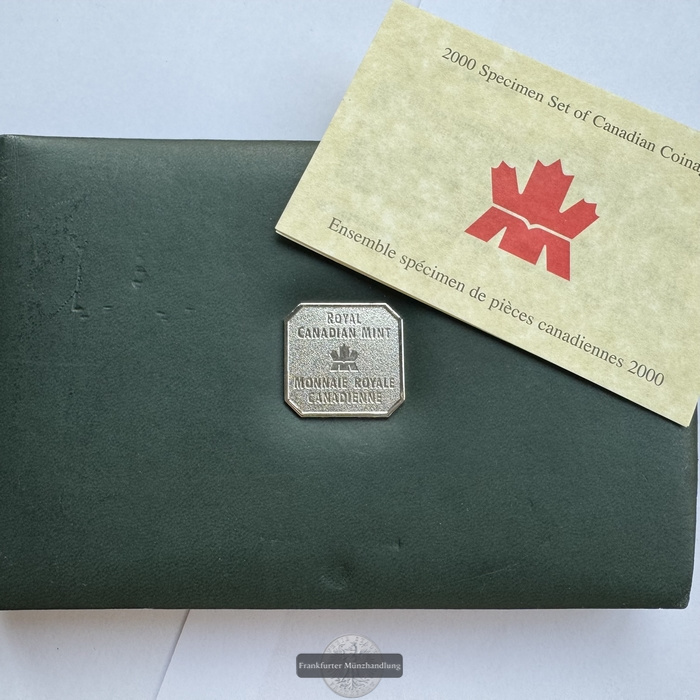 2000 Specimen Set of Canadian
Ensemble spécimen de pièces canadiennes 2000
ROYAL
CANADIAN MINT
MONNAIE ROYALE
CANADIENNE
Frankfurter Münzhandlung